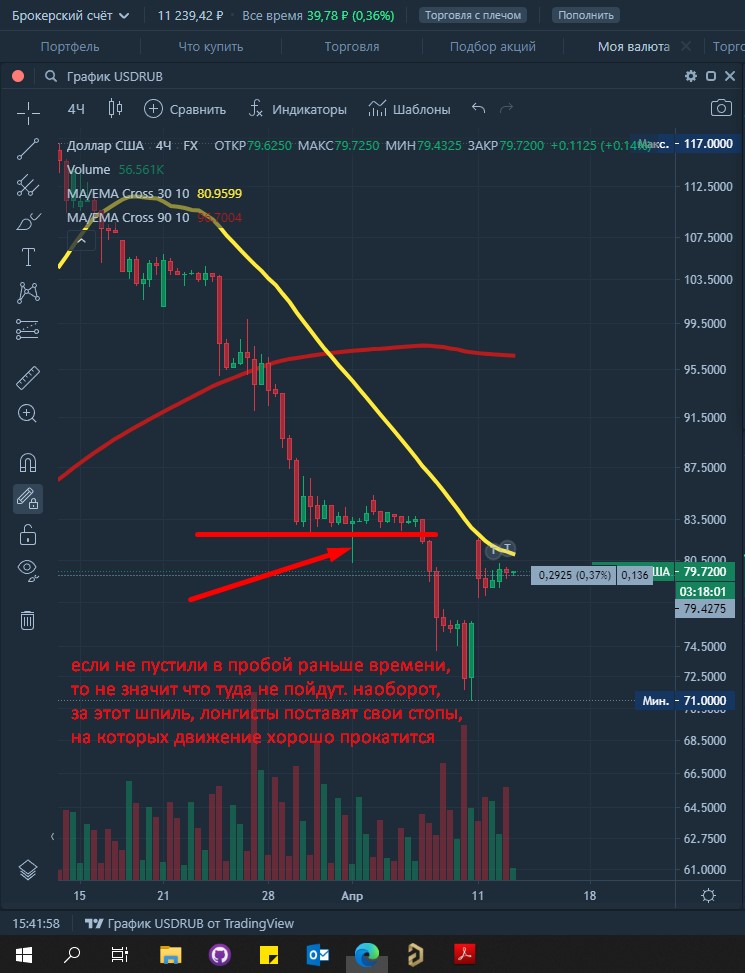 Брокерский счёт 11 239,42 ₽ · Все время 39,78 ₽ (0,36%) Торговля с плечом Пополнить
Портфель Что купить Торговля Подбор акций Моя валюта Торго
График USDRUB
4Ч Сравнить Индикаторы Шаблоны
Доллар США 4Ч FX ОТКР79.6250 МАКС79.7250 МИН79.4325 ЗАКР79.7200 +0.1125 (+0.14%)
Макс. 117.0000
Volume 56.561K
MA/EMA Cross 30 10 80.9599
112.5000
MA/EMA Cross 90 10 96.7004
107.5000
103.5000
99.5000
95.5000
91.5000
87.5000
83.5000
80.5000
T
0,2925 (0,37%) 0,136 ША 79.7200
03:18:01
79.4275
74.5000
если не пустили в пробой раньше времени,
то не значит что туда не пойдут. наоборот,
72.5000
за этот шпиль, лонгисты поставят свои стопы,
Мин. 71.0000
на которых движение хорошо прокатится
68.5000
66.5000
64.5000
62.7500
61.0000
15 21 28 Апр 11 18
15:41:58 График USDRUB от TradingView